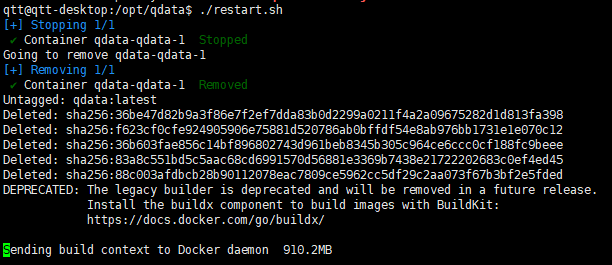 qtt@qtt-desktop:/opt/qdata$ ./restart.sh
[+] Stopping 1/1
✔ Container qdata-qdata-1 Stopped
Going to remove qdata-qdata-1
[+] Removing 1/1
✔ Container qdata-qdata-1 Removed
Untagged: qdata:latest
Deleted: sha256:36be47d82b9a3f86e7f2ef7dda83b0d2299a0211f4a2a09675282d1d813fa398
Deleted: sha256:f623cf0cfe924905906e75881d520786ab0bffdf54e8ab976bb1731e1e070c12
Deleted: sha256:36b603fae856c14bf896802743d961beb8345b305c964ce6ccc0cf188fc9beee
Deleted: sha256:83a8c551bd5c5aac68cd6991570d56881e3369b7438e21722202683c0ef4ed45
Deleted: sha256:88c003afdbcb28b90112078eac7809ce5962cc5df29c2aa073f67b3bf2e5fded
DEPRECATED: The legacy builder is deprecated and will be removed in a future release.
Install the buildx component to build images with BuildKit:
https://docs.docker.com/go/buildx/
Sending build context to Docker daemon 910.2MB